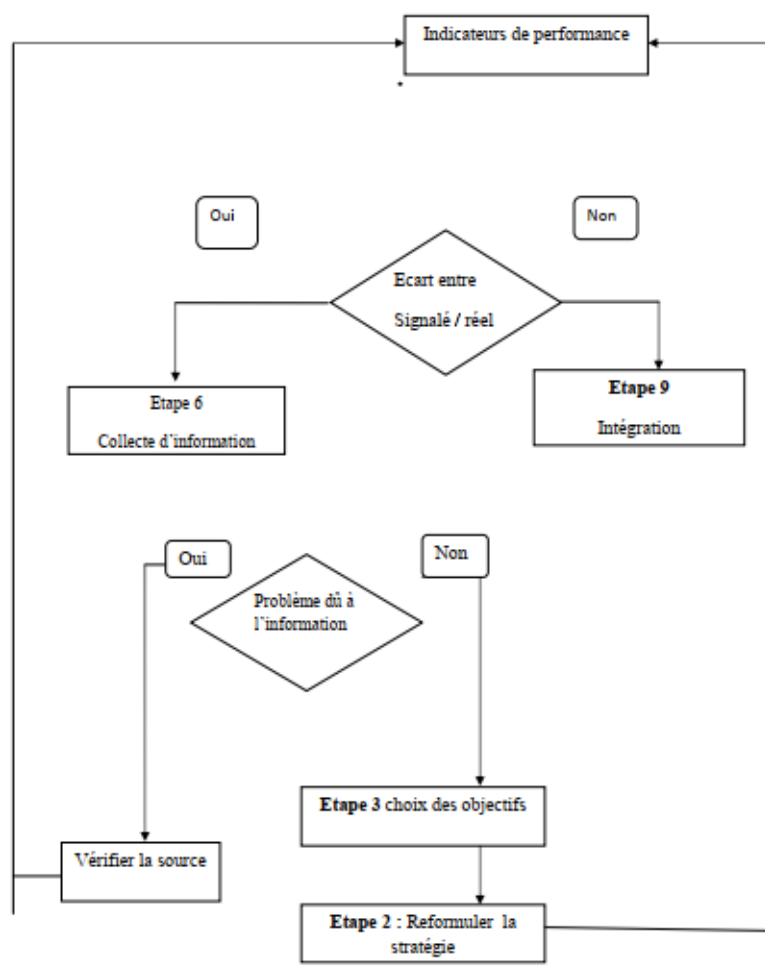 Indicateurs de performance
Oui
Non
Ecart entre
Signalé / réel
Etape 6
Collecte d'information
Etape 9
Intégration
Oui
Non
Problème dû à
l'information
Etape 3 choix des objectifs
Vérifier la source
Etape 2 : Reformuler la
stratégie